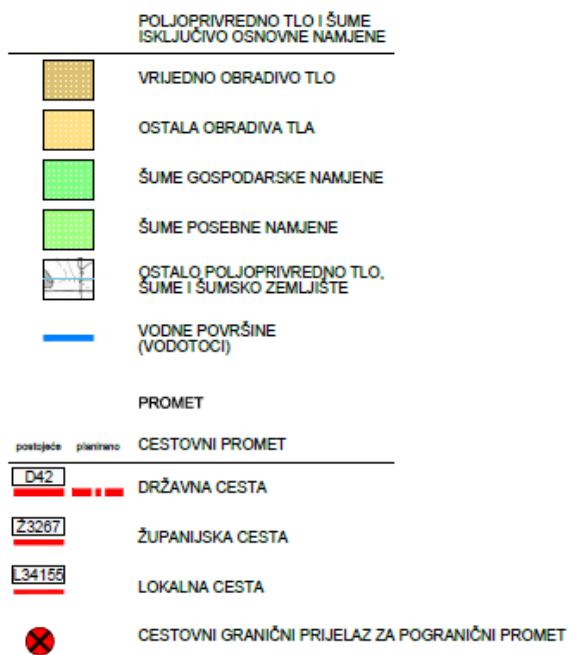 POLJOPRIVREDNO TLO I ŠUME
ISKLJUČIVO OSNOVNE NAMJENE
VRIJEDNO OBRADIVO TLO
OSTALA OBRADIVA TLA
ŠUME GOSPODARSKE NAMJENE
ŠUME POSEBNE NAMJENE
OSTALO POLJOPRIVREDNO TLO,
ŠUME I ŠUMSKO ZEMLJIŠTE
VODNE POVRŠINE
(VODOTOCI)
PROMET
postojeće planirano CESTOVNI PROMET
D42
DRŽAVNA CESTA
Ž3267
ŽUPANIJSKA CESTA
L34155
LOKALNA CESTA
CESTOVNI GRANIČNI PRIJELAZ ZA POGRANIČNI PROMET